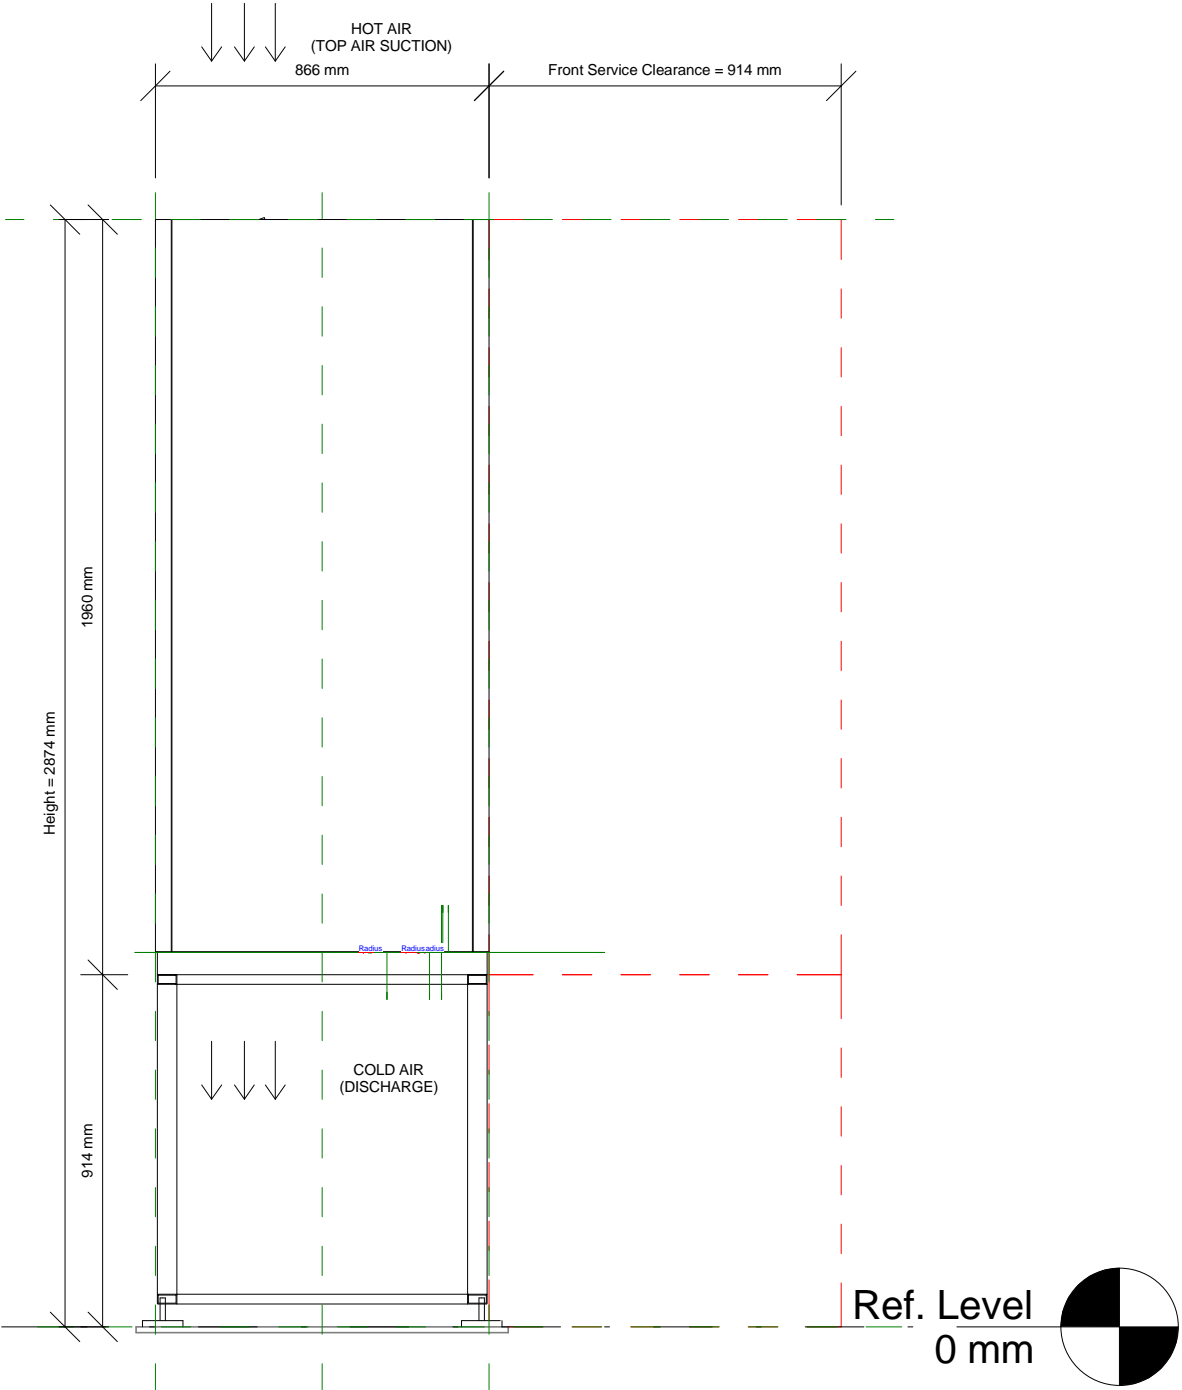 HOT AIR
(TOP AIR SUCTION)
866 mm
Front Service Clearance = 914 mm
1960 mm
Height = 2874 mm
Radius
Radiusadius
COLD AIR
(DISCHARGE)
914 mm
Ref. Level
0 mm